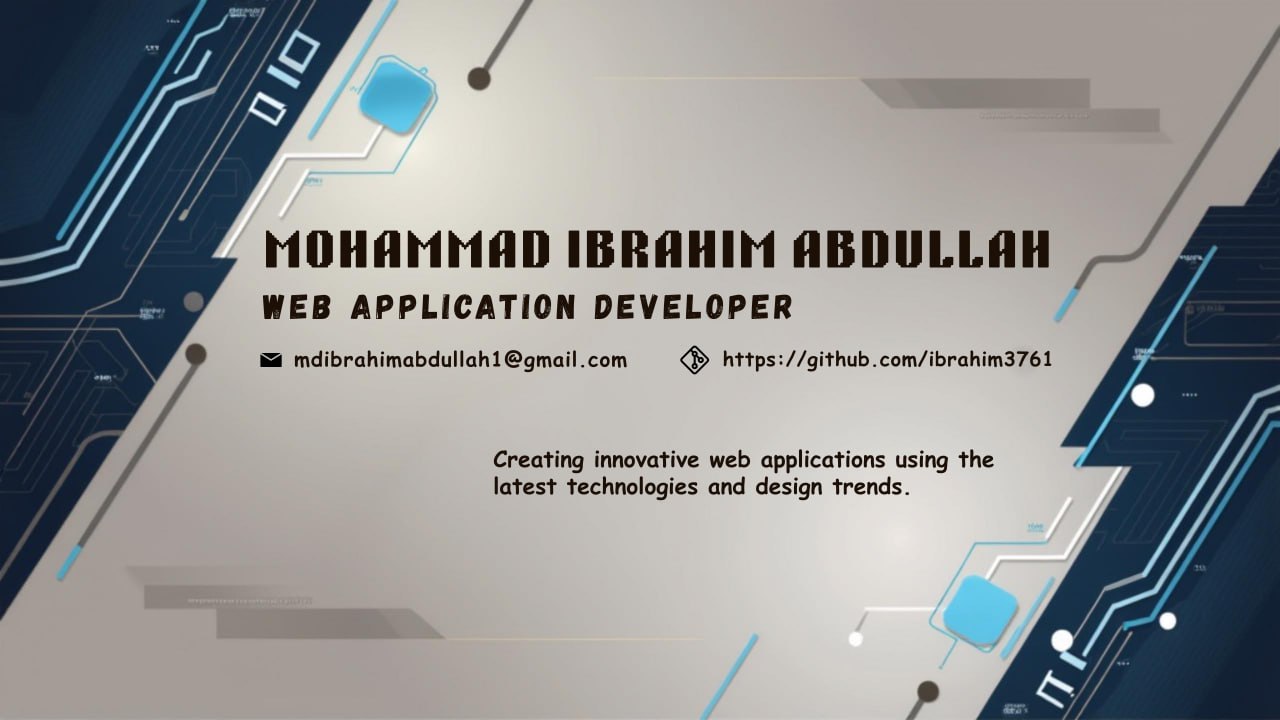 MOHAMMAD IBRAHIM ABDULLAH
WEB APPLICATION DEVELOPER
mdibrahimabdullah1@gmail.com
https://github.com/ibrahim3761
Creating innovative web applications using the
latest technologies and design trends.